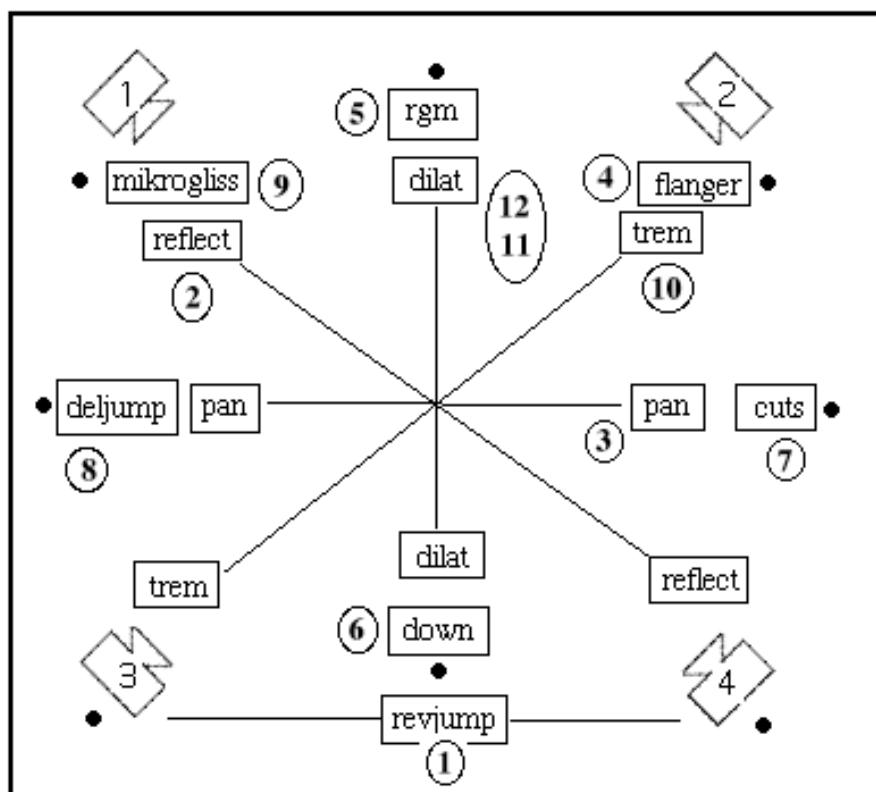 1
2
5
rgm
mikrogliss
9
dilat
12
11
4
flanger
reflect
trem
2
10
deljump
pan
pan
cuts
8
3
7
dilat
trem
reflect
6
down
3
4
revjump
1